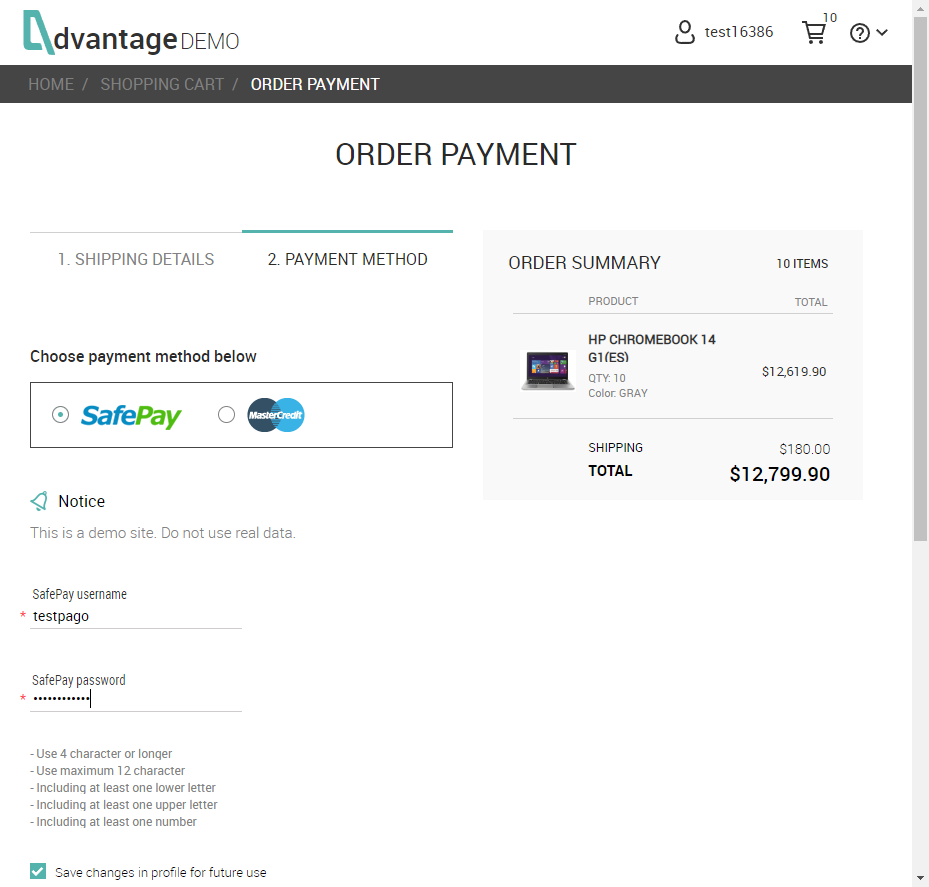 dvantage DEMO
test16386
10
HOME / SHOPPING CART / ORDER PAYMENT
ORDER PAYMENT
1. SHIPPING DETAILS
2. PAYMENT METHOD
Choose payment method below
SafePay
MasterCredit
Notice
This is a demo site. Do not use real data.
SafePay username
* testpago
SafePay password
* ••••••••••••
- Use 4 character or longer
- Use maximum 12 character
- Including at least one lower letter
- Including at least one upper letter
- Including at least one number
Save changes in profile for future use
ORDER SUMMARY
10 ITEMS
PRODUCT
TOTAL
HP CHROMEBOOK 14
G1(ES)
QTY: 10
Color: GRAY
$12,619.90
SHIPPING
$180.00
TOTAL
$12,799.90